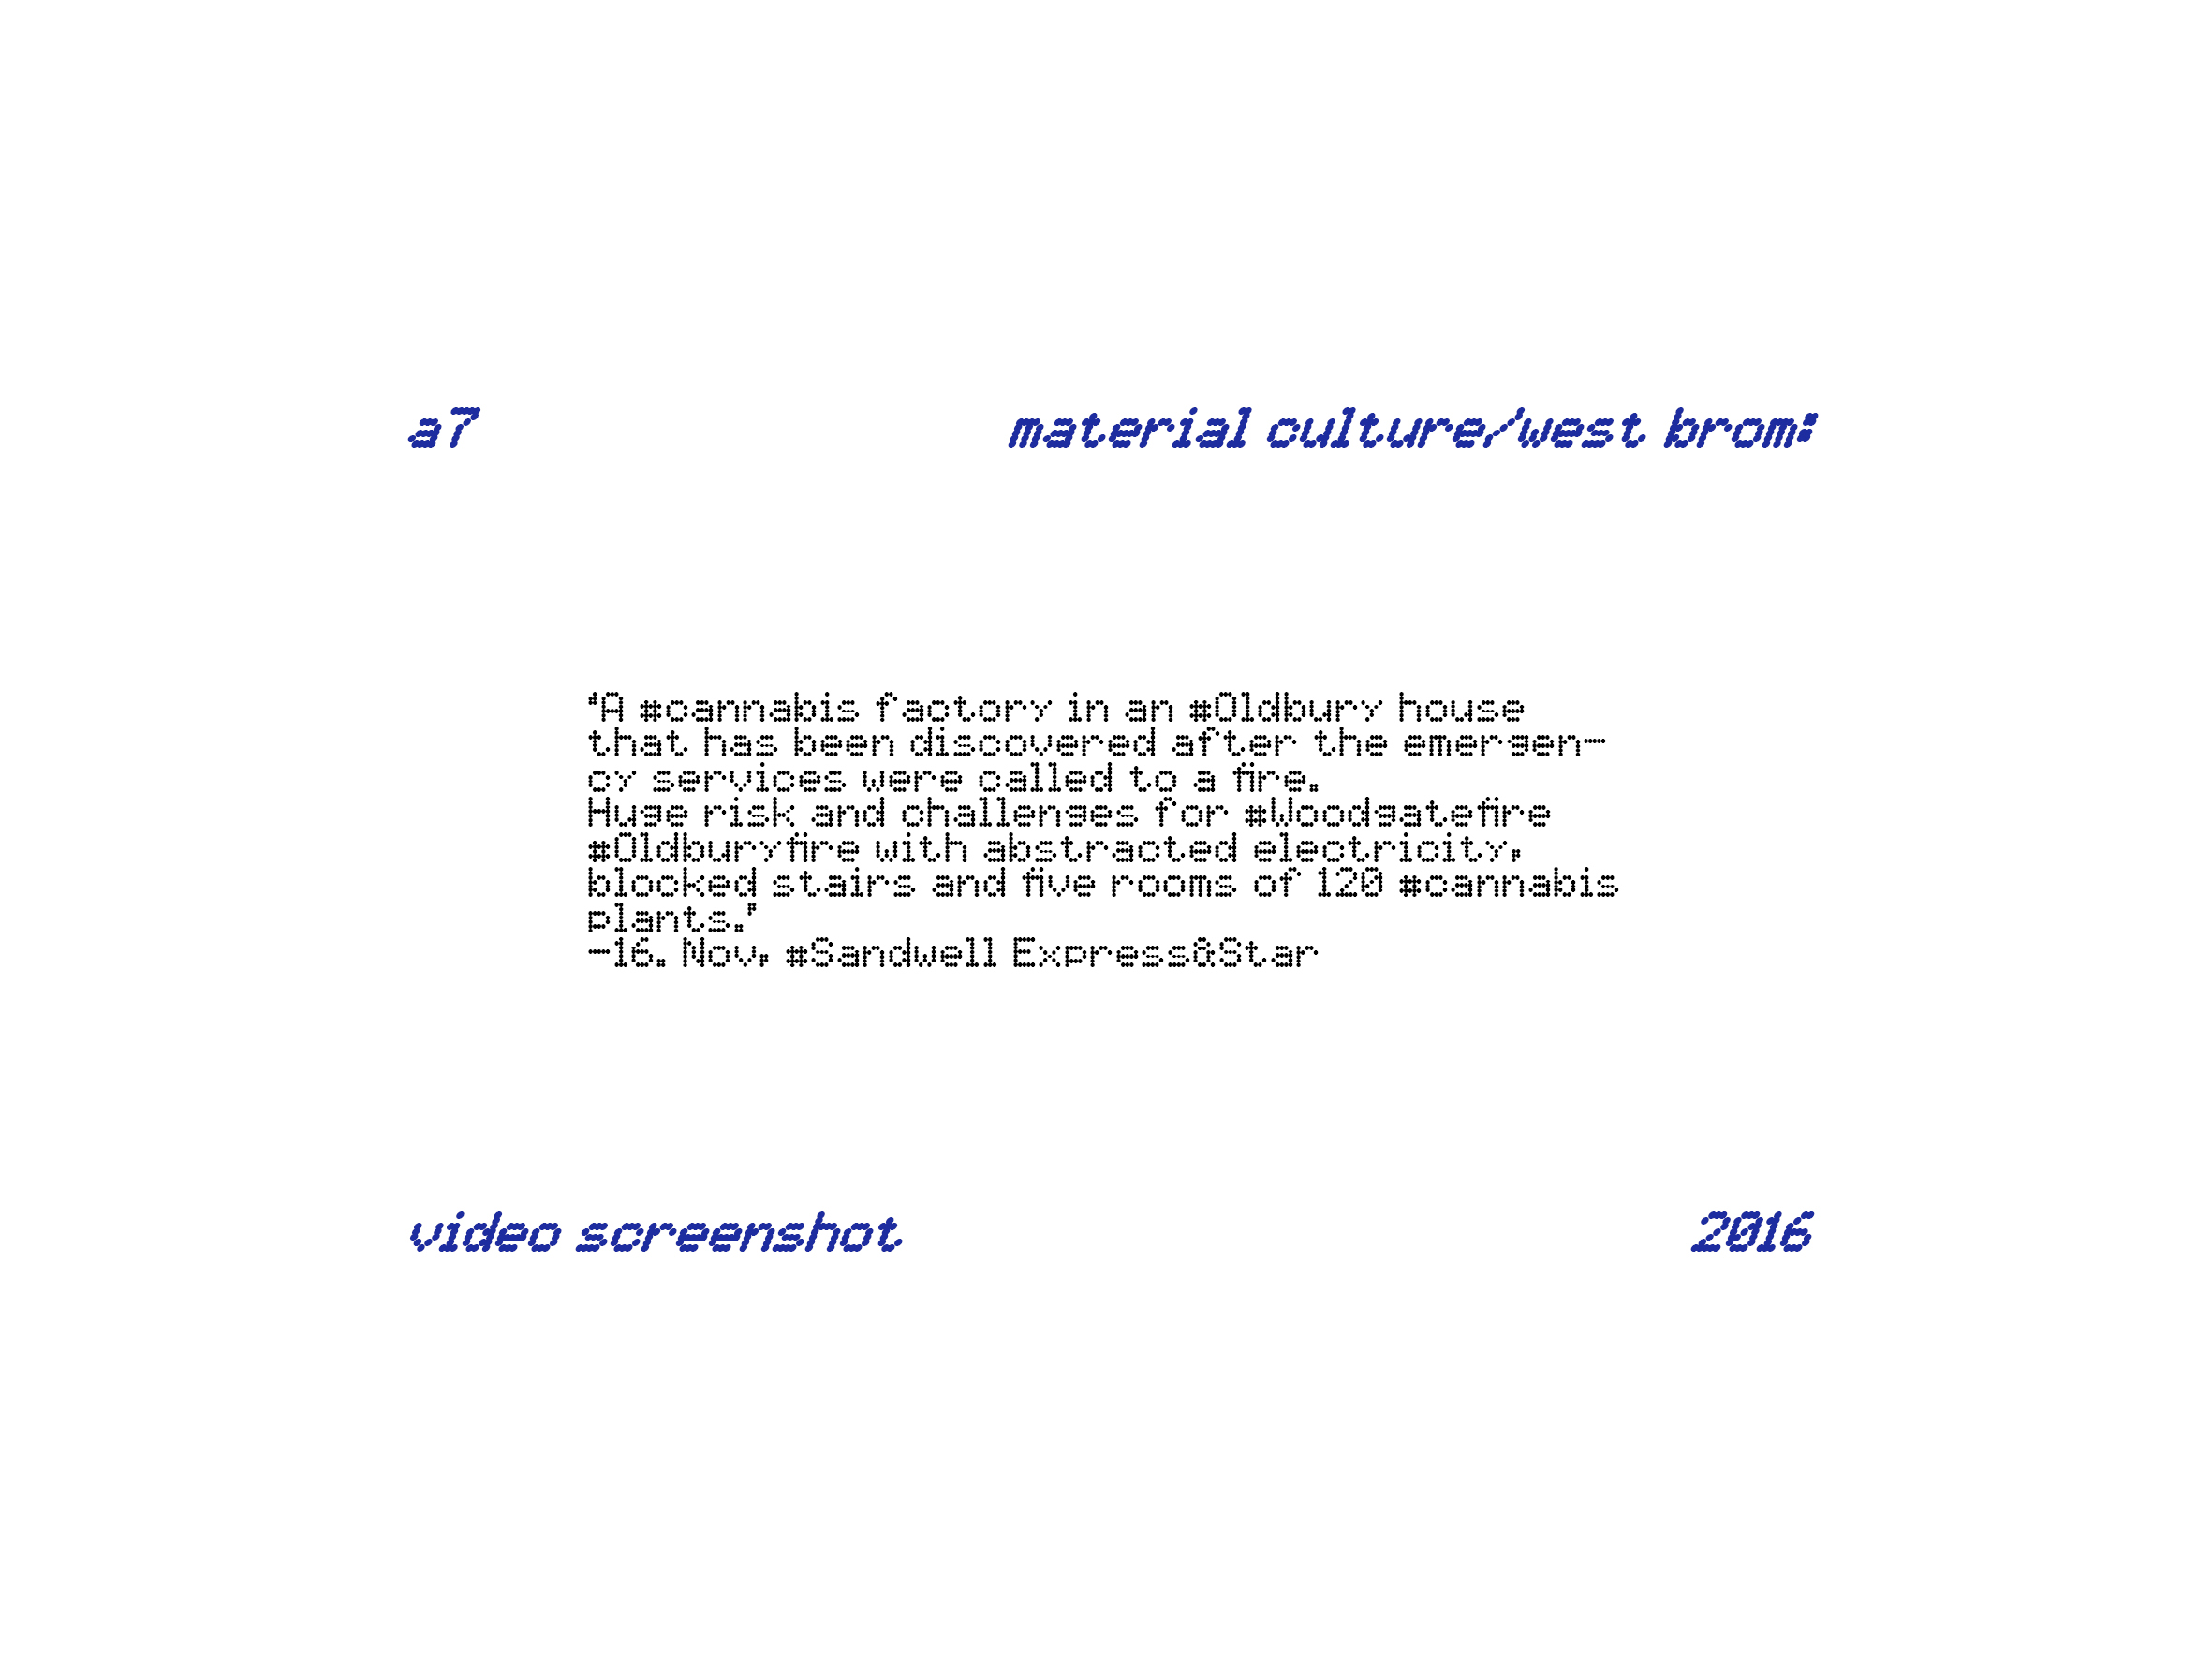 a7 material culture/west brom:
‘A #cannabis factory in an #Oldbury house
that has been discovered after the emergen-
cy services were called to a fire.
Huge risk and challenges for #Woodgatefire
#Oldburyfire with abstracted electricity,
blocked stairs and five rooms of 120 #cannabis
plants.’
-16. Nov, #Sandwell Express&Star
video screenshot 2016